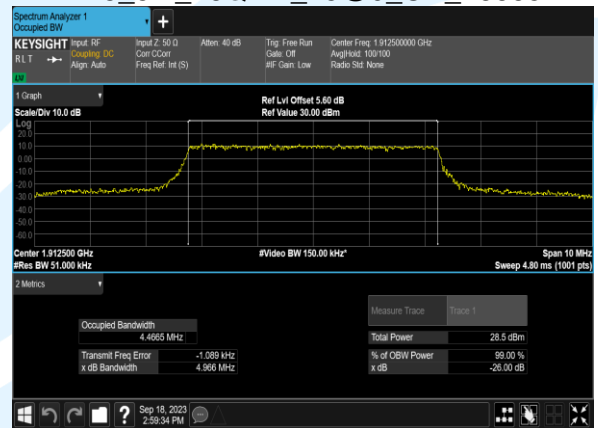 Spectrum Analyzer 1
Occupied BW
KEYSIGHT Input: RF Input Z: 50 Ω Atten: 40 dB Trig: Free Run Center Freq: 1.912500000 GHz
RLT Coupling: DC Corr CCorr Gate: Off Avg|Hold: 100/100
Align: Auto Freq Ref: Int (S) #IF Gain: Low Radio Std: None
1 Graph
Ref Lvl Offset 5.60 dB
Scale/Div 10.0 dB Ref Value 30.00 dBm
Log
20.0
10.0
0.00
-10.0
-20.0
-30.0
-40.0
-50.0
-60.0
Center 1.912500 GHz #Video BW 150.00 kHz* Span 10 MHz
#Res BW 51.000 kHz Sweep 4.80 ms (1001 pts)
2 Metrics
Measure Trace Trace 1
Occupied Bandwidth
4.4665 MHz Total Power 28.5 dBm
Transmit Freq Error -1.089 kHz % of OBW Power 99.00 %
x dB Bandwidth 4.966 MHz x dB -26.00 dB
Sep 18, 2023
2:59:34 PM